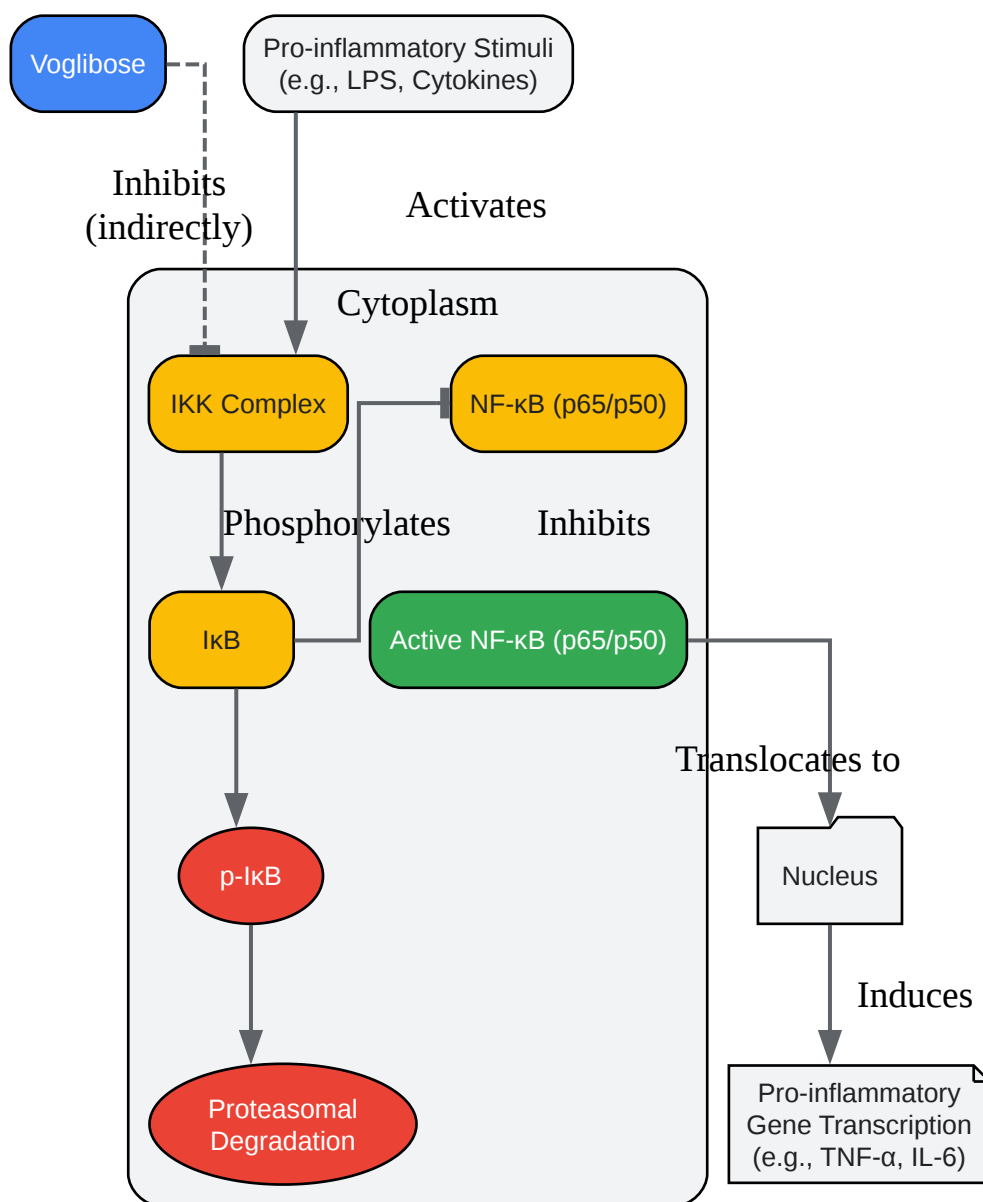 Voglibose
Pro-inflammatory Stimuli
(e.g., LPS, Cytokines)
Inhibits
(indirectly)
Activates
Cytoplasm
IKK Complex
NF-κB (p65/p50)
Phosphorylates
Inhibits
IκB
Active NF-κB (p65/p50)
Translocates to
p-IκB
Nucleus
Induces
Proteasomal
Degradation
Pro-inflammatory
Gene Transcription
(e.g., TNF-α, IL-6)